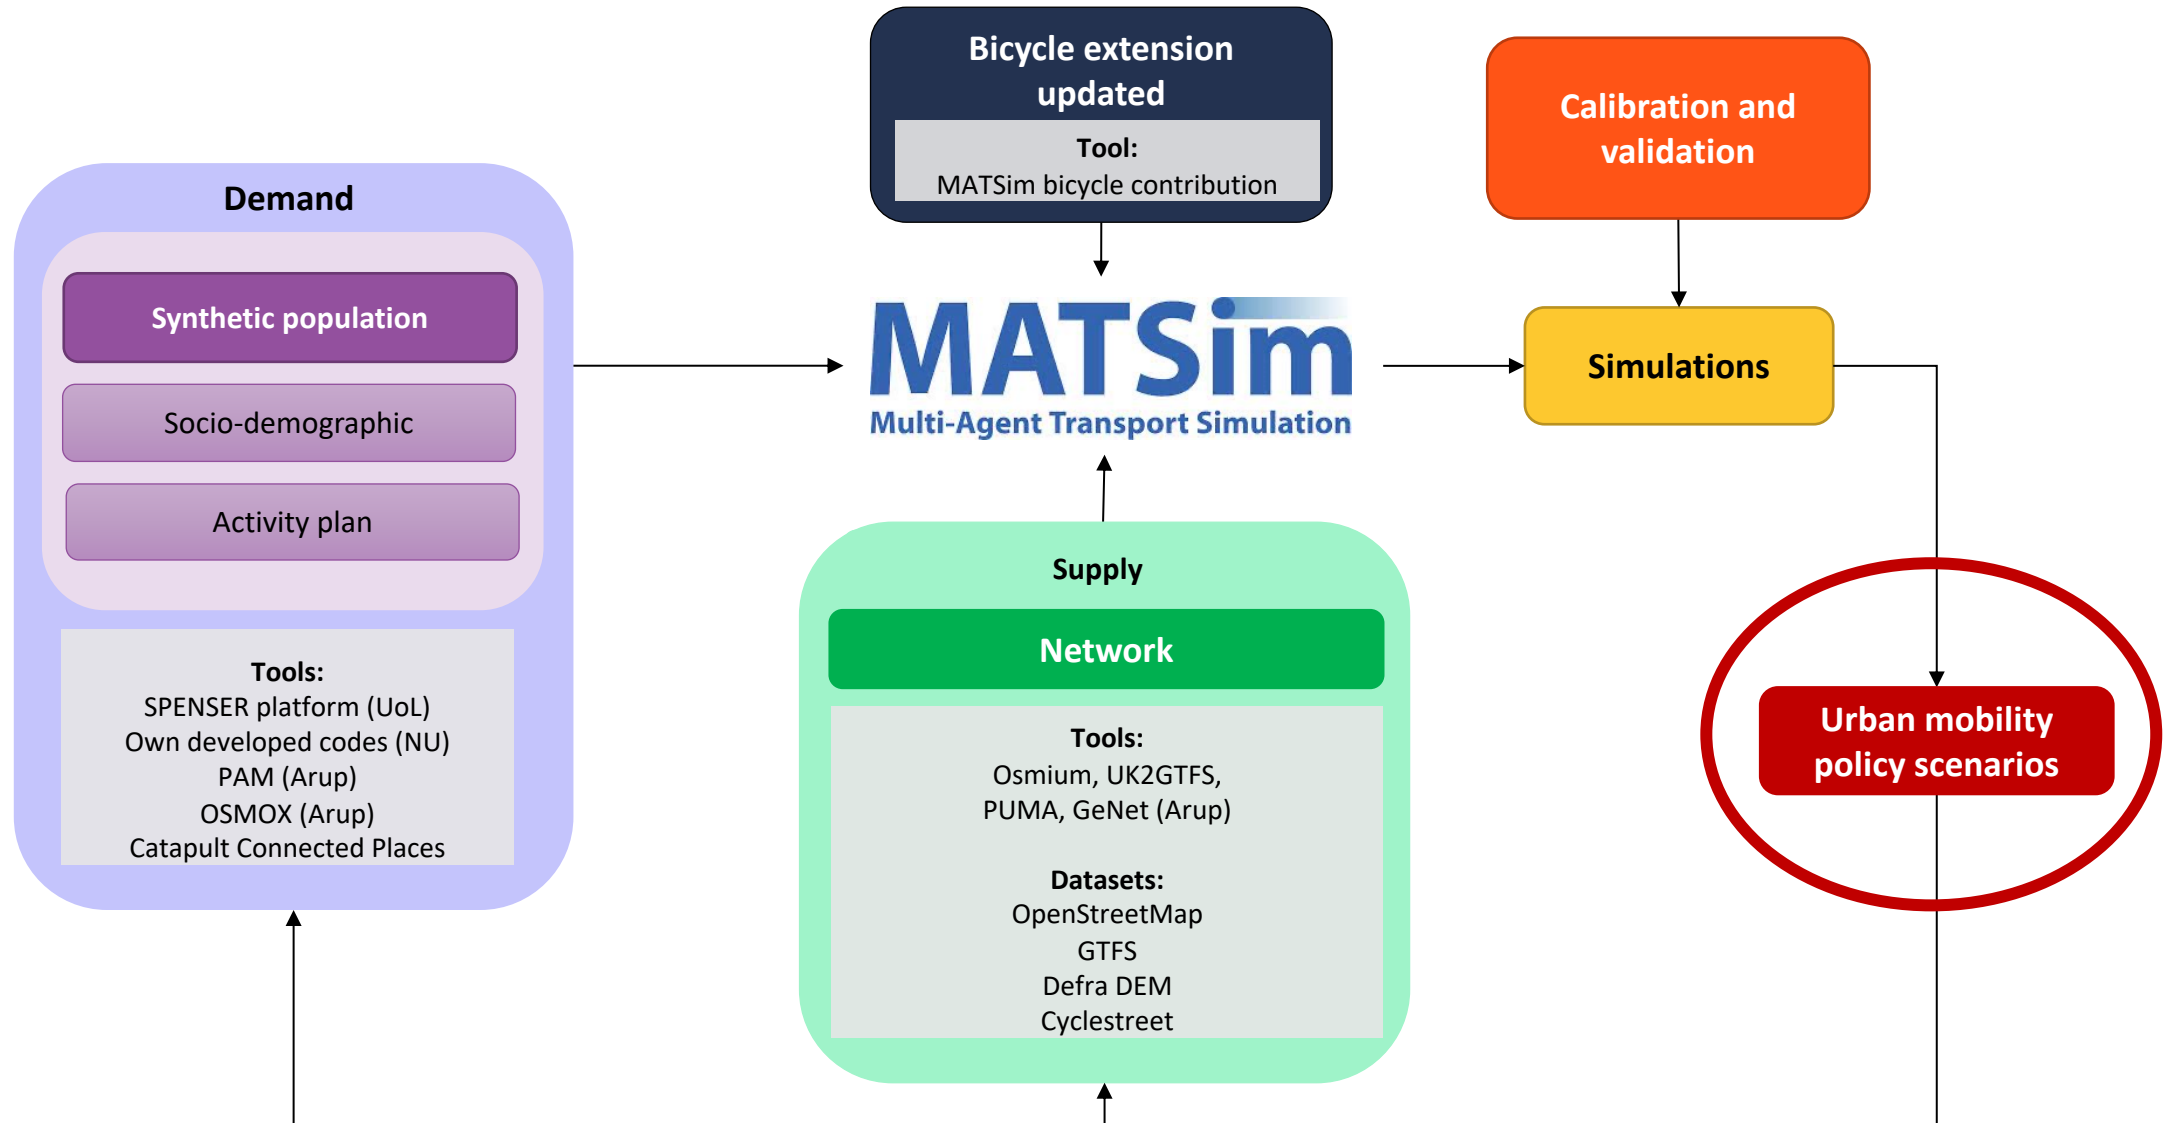 Bicycle extension
updated
Tool:
MATSim bicycle contribution
Calibration and
validation
Demand
Synthetic population
Socio-demographic
Activity plan
Tools:
SPENSER platform (UoL)
Own developed codes (NU)
PAM (Arup)
OSMOX (Arup)
Catapult Connected Places
MATSim
Multi-Agent Transport Simulation
Simulations
Supply
Network
Tools:
Osmium, UK2GTFS,
PUMA, GeNet (Arup)
Datasets:
OpenStreetMap
GTFS
Defra DEM
Cyclestreet
Urban mobility
policy scenarios